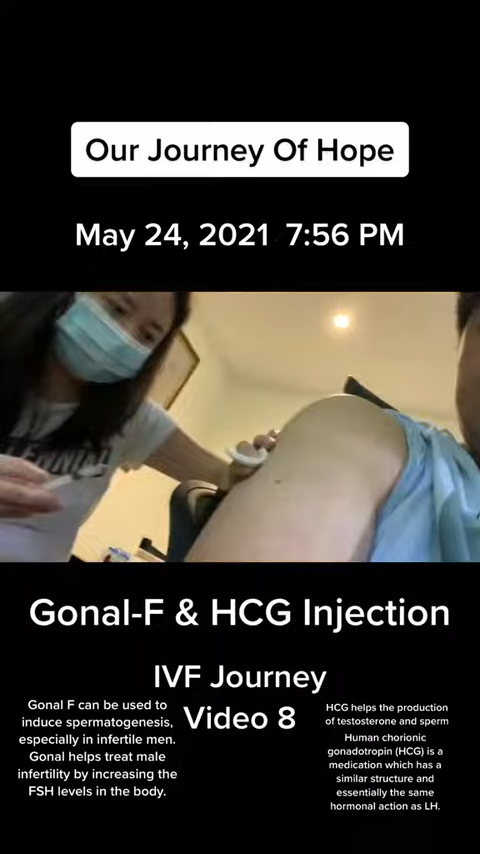 Our Journey Of Hope
May 24, 2021 7:56 PM
Gonal-F & HCG Injection
IVF Journey
Video 8
Gonal F can be used to
induce spermatogenesis,
especially in infertile men.
Gonal helps treat male
infertility by increasing the
FSH levels in the body.
HCG helps the production
of testosterone and sperm
Human chorionic
gonadotropin (HCG) is a
medication which has a
similar structure and
essentially the same
hormonal action as LH.